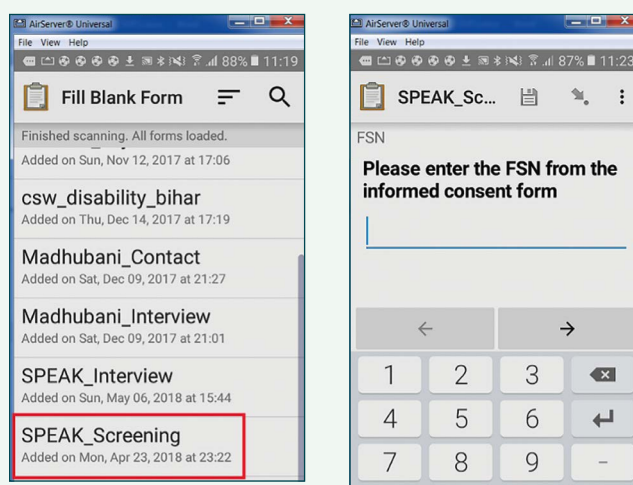 AirServer® Universal
File View Help
88% 11:19
Fill Blank Form
Finished scanning. All forms loaded.
Added on Sun, Nov 12, 2017 at 17:06
csw_disability_bihar
Added on Thu, Dec 14, 2017 at 17:19
Madhubani_Contact
Added on Sat, Dec 09, 2017 at 21:27
Madhubani_Interview
Added on Sat, Dec 09, 2017 at 21:01
SPEAK_Interview
Added on Sun, May 06, 2018 at 15:44
SPEAK_Screening
Added on Mon, Apr 23, 2018 at 23:22
AirServer® Universal
File View Help
87% 11:23
SPEAK_Sc...
FSN
Please enter the FSN from the
informed consent form
1 2 3
4 5 6
7 8 9 -